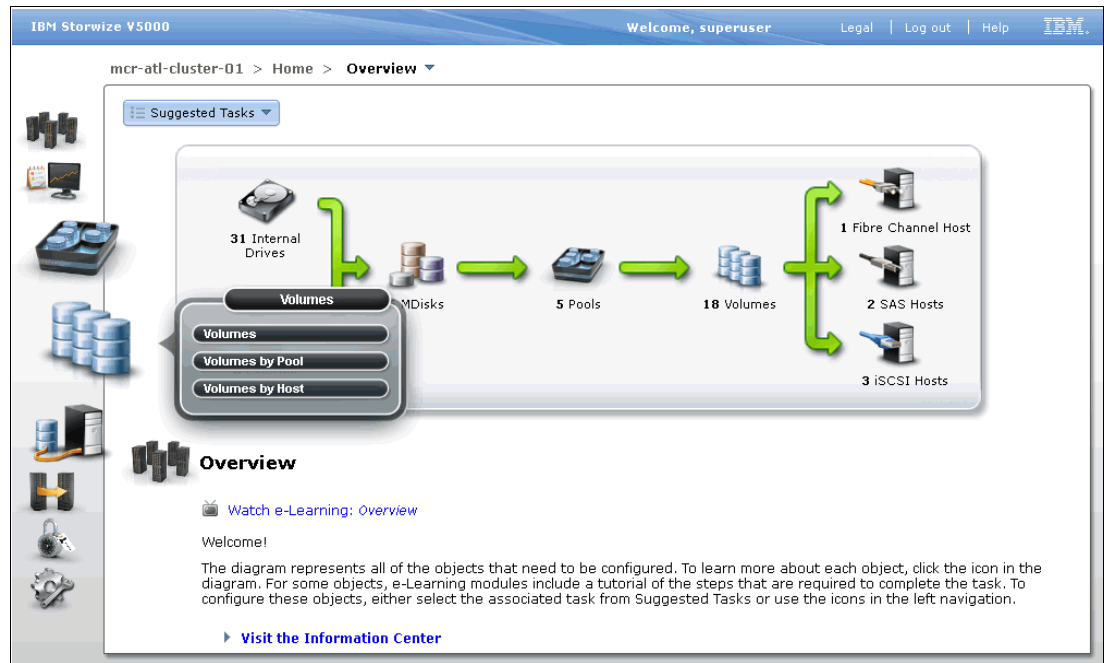 IBM Storwize V5000
Welcome, superuser
Legal | Log out | Help
IBM.
mcr-atl-cluster-01 > Home > Overview
Suggested Tasks
31 Internal
Drives
MDisks
5 Pools
18 Volumes
1 Fibre Channel Host
2 SAS Hosts
3 iSCSI Hosts
Volumes
Volumes
Volumes by Pool
Volumes by Host
Overview
Watch e-Learning: Overview
Welcome!
The diagram represents all of the objects that need to be configured. To learn more about each object, click the icon in the
diagram. For some objects, e-Learning modules include a tutorial of the steps that are required to complete the task. To
configure these objects, either select the associated task from Suggested Tasks or use the icons in the left navigation.
Visit the Information Center